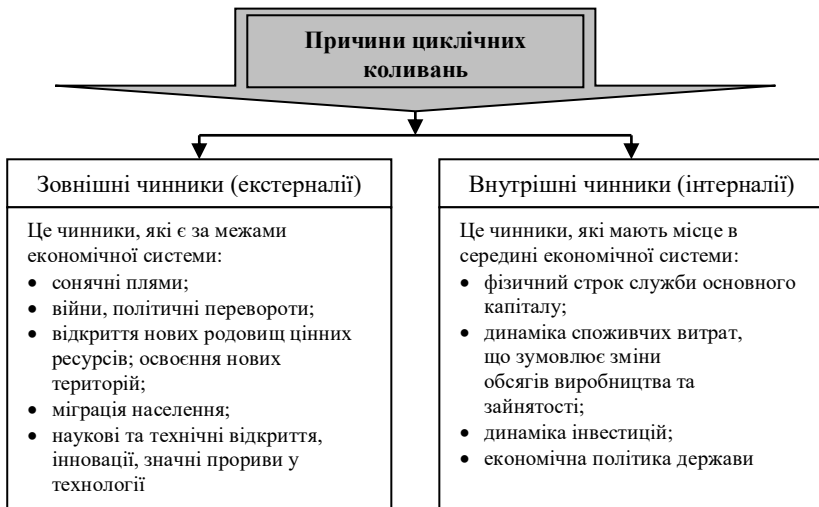 Причини циклічних
коливань
Зовнішні чинники (екстерналії)
Це чинники, які є за межами
економічної системи:
• сонячні плями;
• війни, політичні перевороти;
• відкриття нових родовищ цінних
ресурсів; освоєння нових
територій;
• міграція населення;
• наукові та технічні відкриття,
інновації, значні прориви у
технології
Внутрішні чинники (інтерналії)
Це чинники, які мають місце в
середині економічної системи:
• фізичний строк служби основного
капіталу;
• динаміка споживчих витрат,
що зумовлює зміни
обсягів виробництва та
зайнятості;
• динаміка інвестицій;
• економічна політика держави